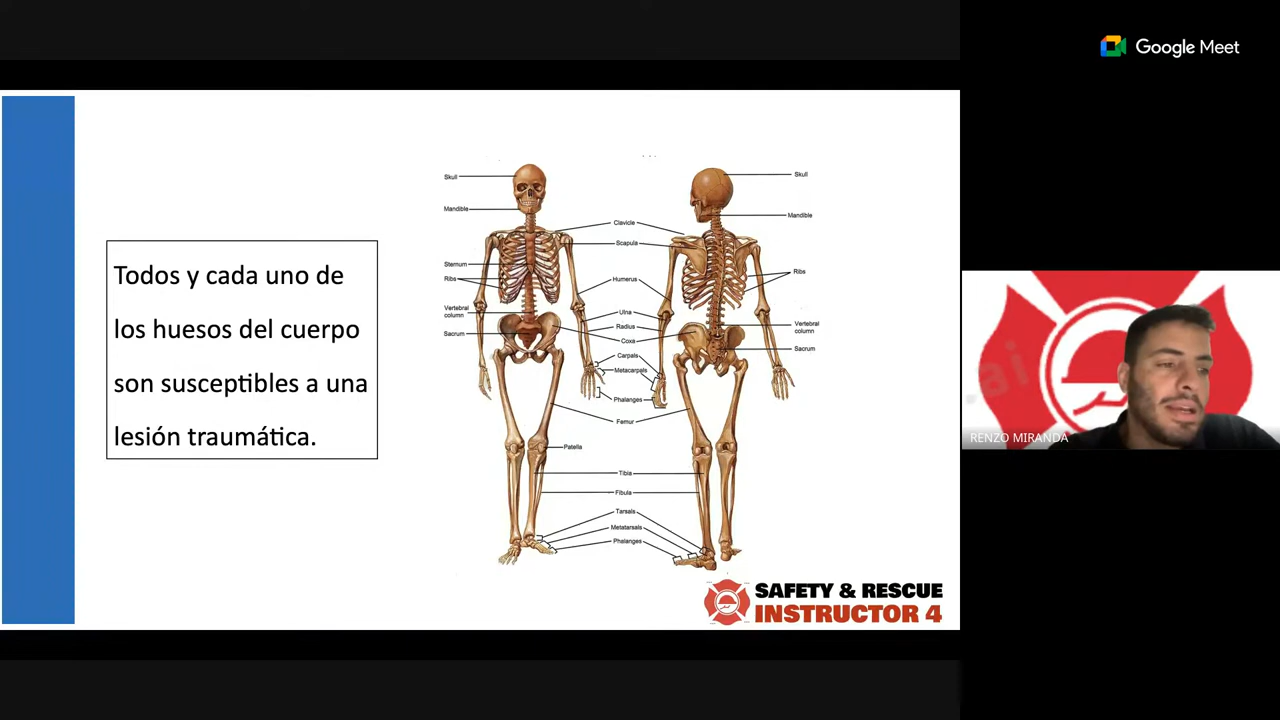 Google Meet
Todos y cada uno de
los huesos del cuerpo
son susceptibles a una
lesión traumática.
Skull
Mandible
Sternum
Ribs
Vertebral
column
Sacrum
Clavicle
Scapula
Humerus
Ulna
Radius
Coxa
Carpals
Metacarpals
Phalanges
Femur
Patella
Tibia
Fibula
Tarsals
Metatarsals
Phalanges
Skull
Mandible
Ribs
Vertebral
column
Sacrum
SAFETY & RESCUE
INSTRUCTOR 4
.ai
RENZO MIRANDA